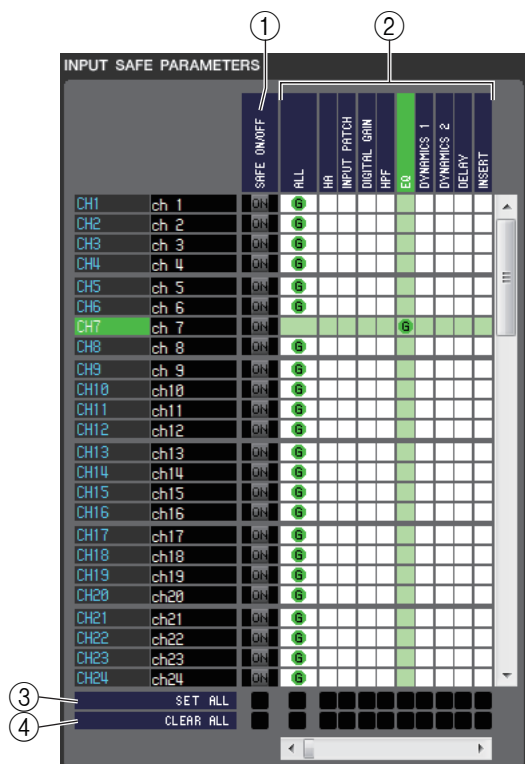 ① ②
INPUT SAFE PARAMETERS
SAFE ON/OFF ALL HA INPUT PATCH DIGITAL GAIN HPF EQ DYNAMICS 1 DYNAMICS 2 DELAY INSERT
CH1 ch 1 ON G
CH2 ch 2 ON G
CH3 ch 3 ON G
CH4 ch 4 ON G
CH5 ch 5 ON G
CH6 ch 6 ON G
CH7 ch 7 ON G
CH8 ch 8 ON G
CH9 ch 9 ON G
CH10 ch10 ON G
CH11 ch11 ON G
CH12 ch12 ON G
CH13 ch13 ON G
CH14 ch14 ON G
CH15 ch15 ON G
CH16 ch16 ON G
CH17 ch17 ON G
CH18 ch18 ON G
CH19 ch19 ON G
CH20 ch20 ON G
CH21 ch21 ON G
CH22 ch22 ON G
CH23 ch23 ON G
CH24 ch24 ON G
③ SET ALL
④ CLEAR ALL